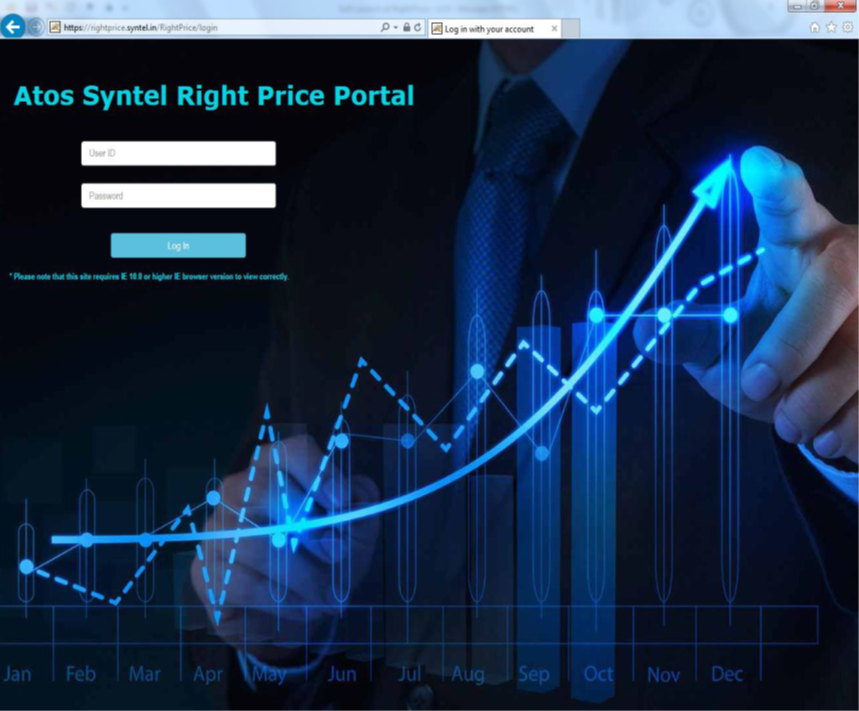 https://rightprice.syntel.in/RightPrice/login
Log in with your account
Atos Syntel Right Price Portal
User ID
Password
Log In
* Please note that this site requires IE 10.0 or higher IE browser version to view correctly.
Jan Feb Mar Apr May Jun Jul Aug Sep Oct Nov Dec